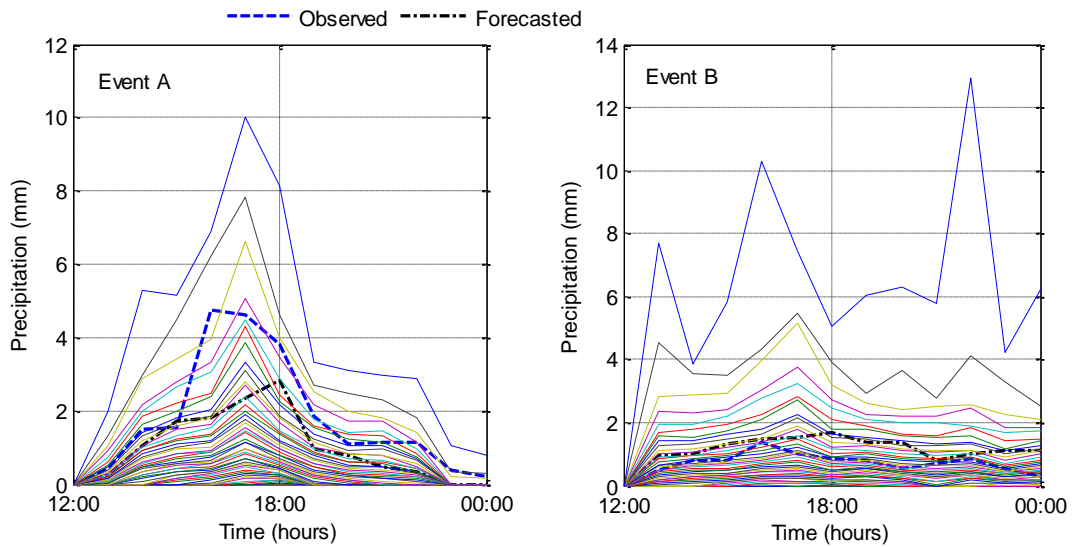 Observed Forecasted
Event A
Precipitation (mm)
12
10
8
6
4
2
0
12:00 18:00 00:00
Time (hours)
Event B
Precipitation (mm)
14
12
10
8
6
4
2
0
12:00 18:00 00:00
Time (hours)